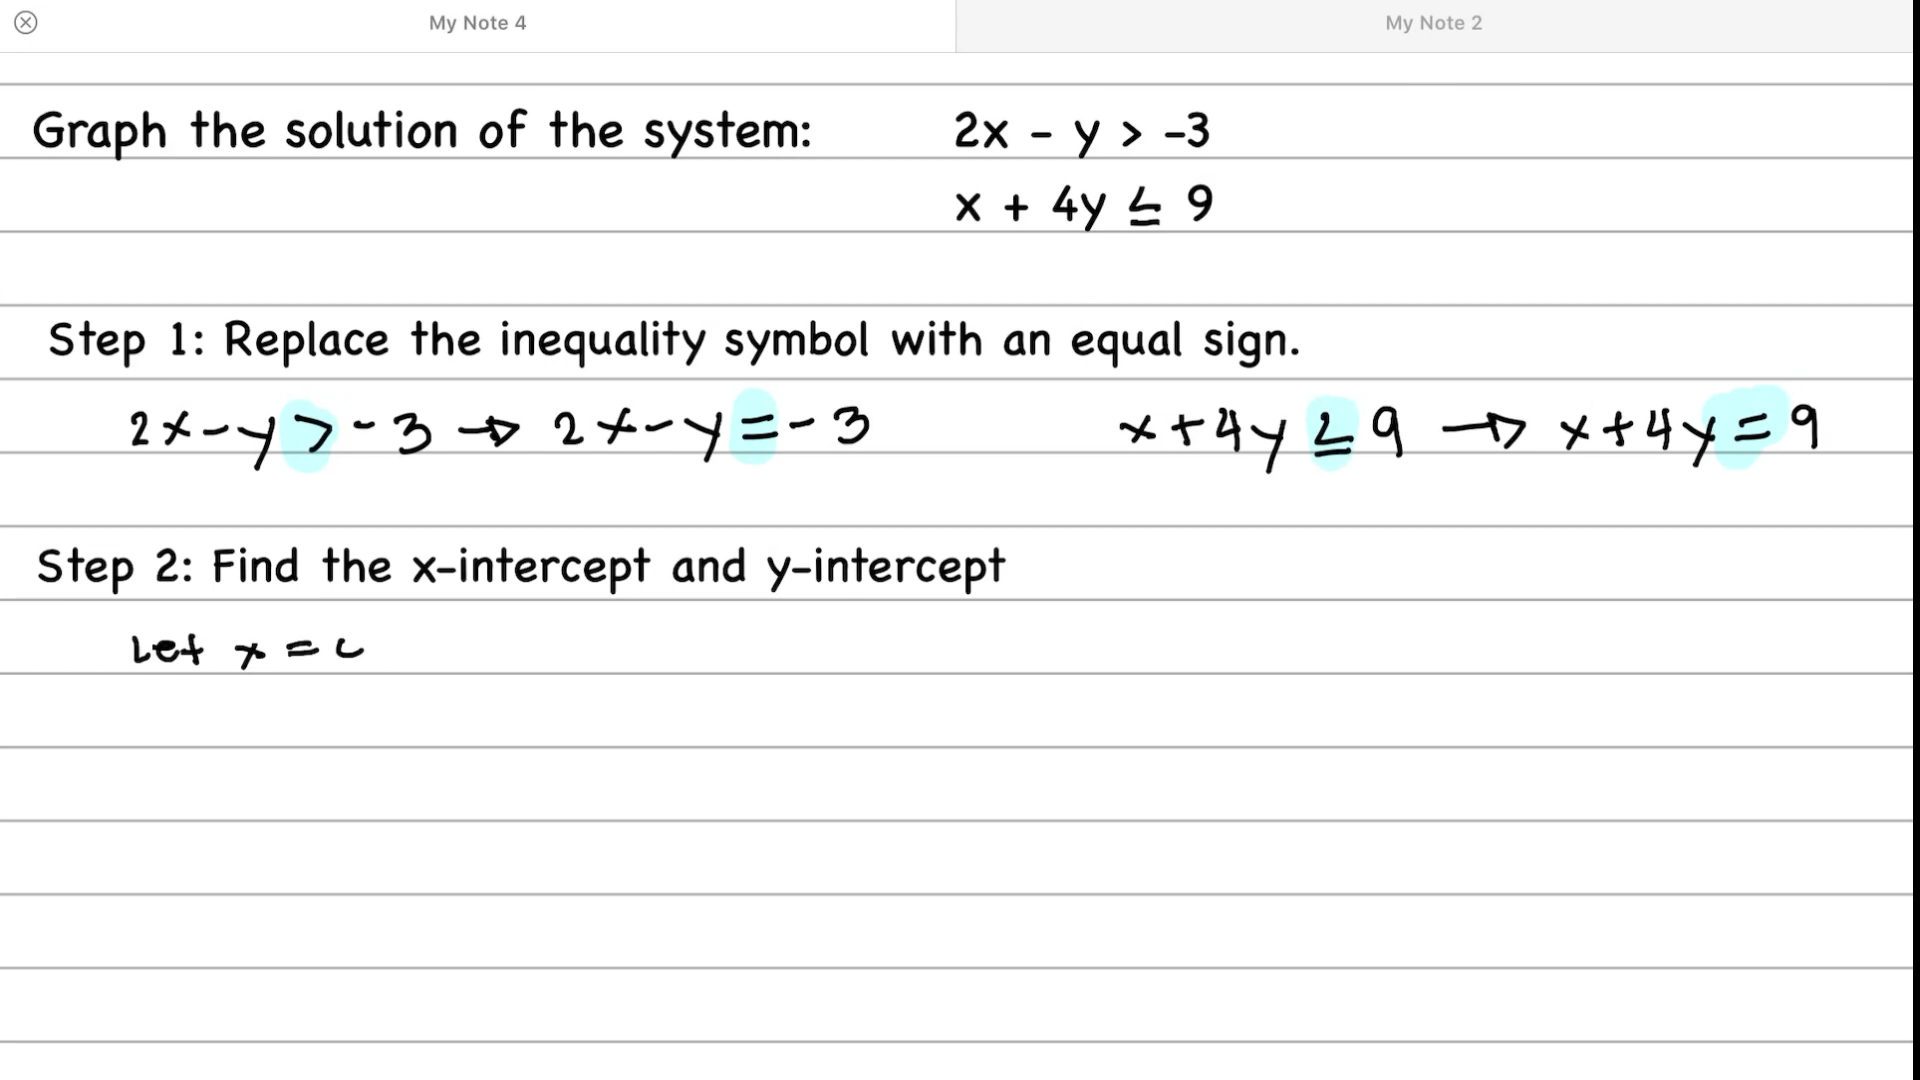 My Note 4 My Note 2
Graph the solution of the system: 2x - y > -3
x + 4y ≤ 9
Step 1: Replace the inequality symbol with an equal sign.
2x-y>-3 → 2x-y=-3 x+4y≥9 → x+4y=9
Step 2: Find the x-intercept and y-intercept
Let x =